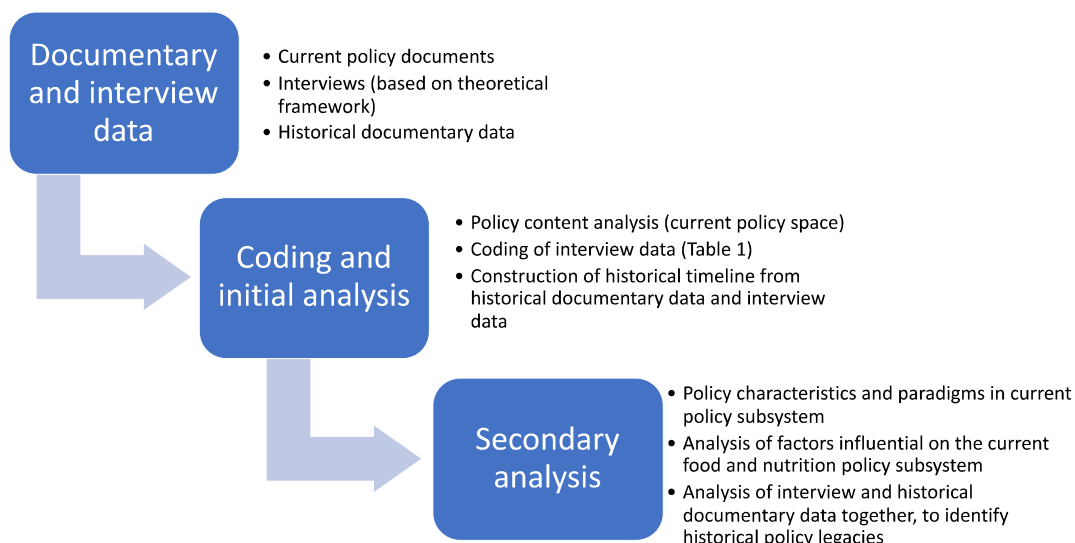 Documentary
and interview
data
• Current policy documents
• Interviews (based on theoretical
framework)
• Historical documentary data
Coding and
initial analysis
• Policy content analysis (current policy space)
• Coding of interview data (Table 1)
• Construction of historical timeline from
historical documentary data and interview
data
Secondary
analysis
• Policy characteristics and paradigms in current
policy subsystem
• Analysis of factors influential on the current
food and nutrition policy subsystem
• Analysis of interview and historical
documentary data together, to identify
historical policy legacies